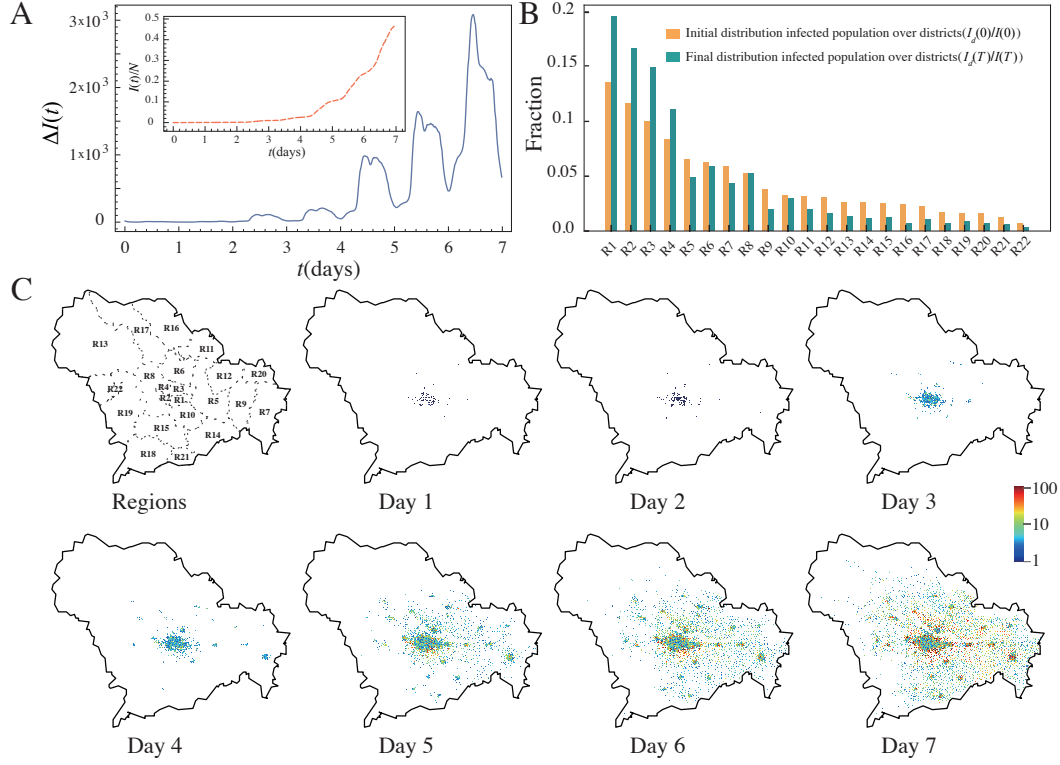 A
3×10³
2×10³
1×10³
0
ΔI(t)
0 1 2 3 4 5 6 7
t(days)
0.5
0.4
0.3
0.2
0.1
0
I(t)/N
0 1 2 3 4 5 6 7
t(days)
B
0.2
0.15
0.1
0.05
0.0
Fraction
Initial distribution infected population over districts(I_d(0)/I(0))
Final distribution infected population over districts(I_d(T)/I(T))
R1 R2 R3 R4 R5 R6 R7 R8 R9 R10 R11 R12 R13 R14 R15 R16 R17 R18 R19 R20 R21 R22
C
R16
R17
R13
R11
R6
R8
R12
R20
R22
R4
R3
R2
R1
R5
R9
R19
R10
R7
R15
R14
R18
R21
Regions
Day 1
Day 2
Day 3
100
10
1
Day 4
Day 5
Day 6
Day 7